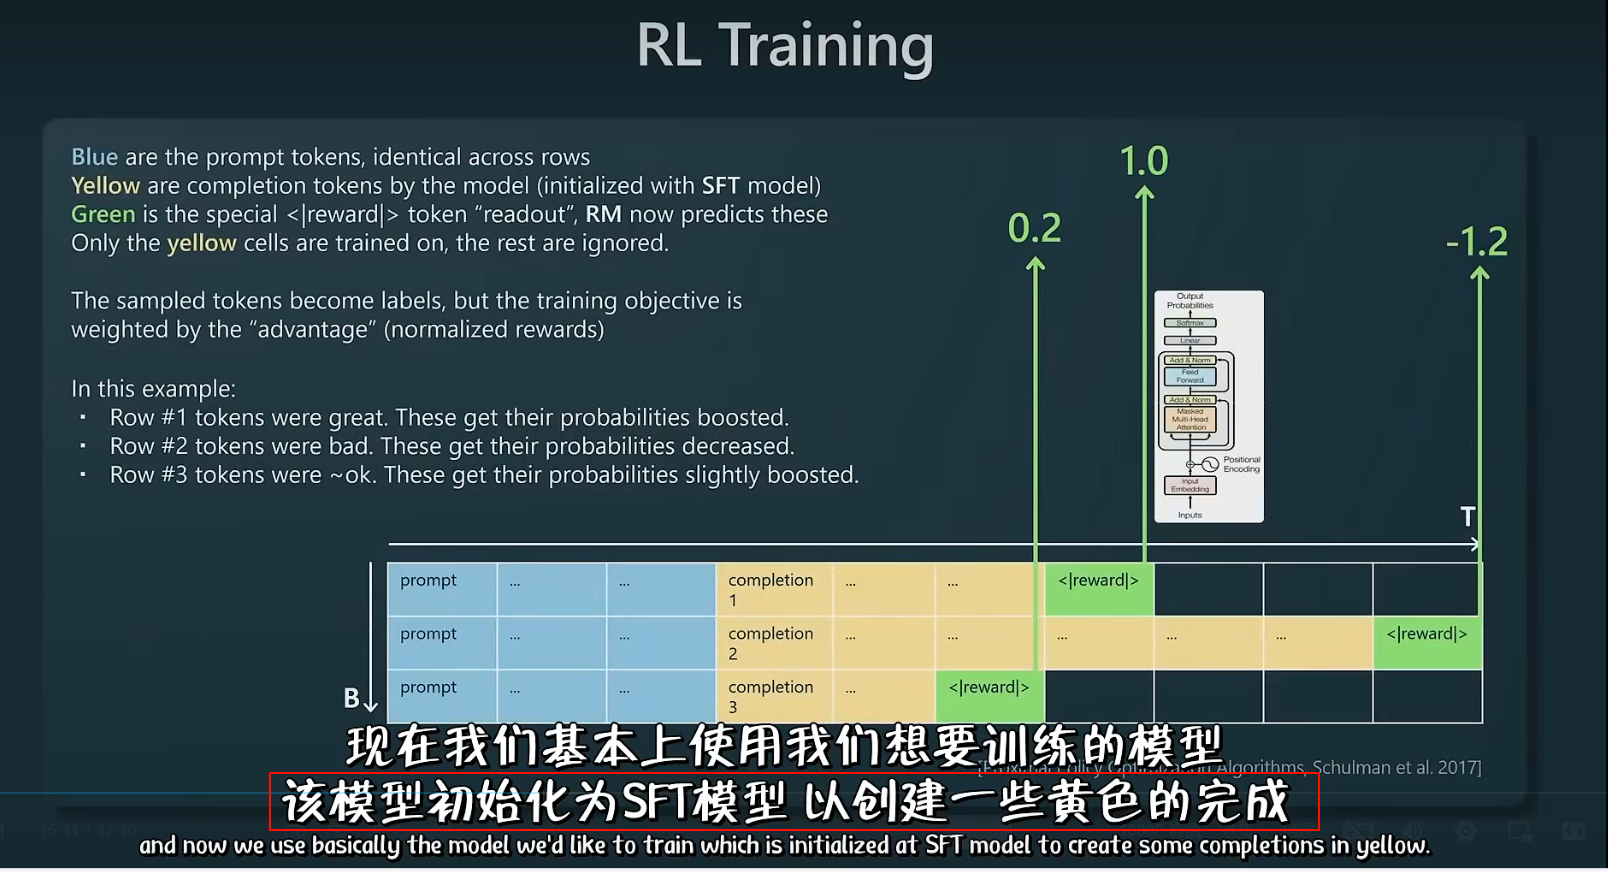 RL Training
Blue are the prompt tokens, identical across rows
Yellow are completion tokens by the model (initialized with SFT model)
Green is the special <|reward|> token “readout”, RM now predicts these
Only the yellow cells are trained on, the rest are ignored.
The sampled tokens become labels, but the training objective is
weighted by the “advantage” (normalized rewards)
In this example:
▪ Row #1 tokens were great. These get their probabilities boosted.
▪ Row #2 tokens were bad. These get their probabilities decreased.
▪ Row #3 tokens were ~ok. These get their probabilities slightly boosted.
1.0
0.2
-1.2
Output
Probabilities
Softmax
Linear
Add & Norm
Feed
Forward
Add & Norm
Masked
Multi-Head
Attention
Positional
Encoding
Input
Embedding
Inputs
T
prompt ... ... completion ... ... <|reward|>
1
prompt ... ... completion ... ... ... ... ... <|reward|>
2
prompt ... ... completion ... <|reward|>
3
B
现在我们基本上使用我们想要训练的模型
[Proximal Policy Optimization Algorithms, Schulman et al. 2017]
该模型初始化为SFT模型 以创建一些黄色的完成
15:41 / 42:40
and now we use basically the model we'd like to train which is initialized at SFT model to create some completions in yellow.